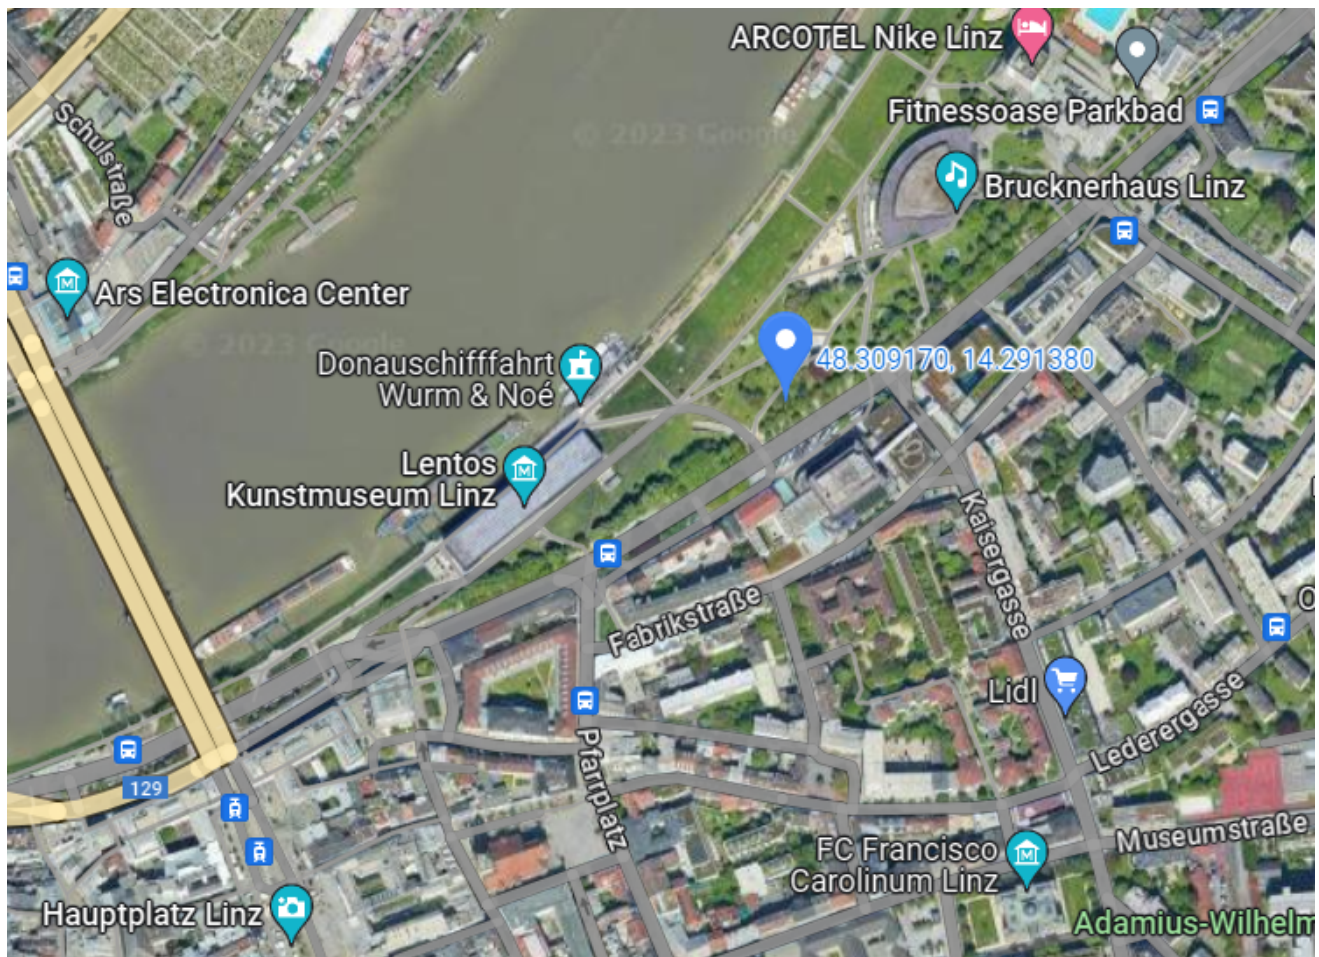 ARCOTEL Nike Linz
© 2023 Google
Fitnessoase Parkbad
Schulstraße
Brucknerhaus Linz
Ars Electronica Center
© 2023 Google
Donauschifffahrt
Wurm & Noé
48.309170, 14.291380
Lentos
Kunstmuseum Linz
Kaisergasse
Fabrikstraße
O
Lidl
Lederergasse
Pfarrplatz
129
Museumstraße
FC Francisco
Carolinum Linz
Hauptplatz Linz
Adamius-Wilhelm